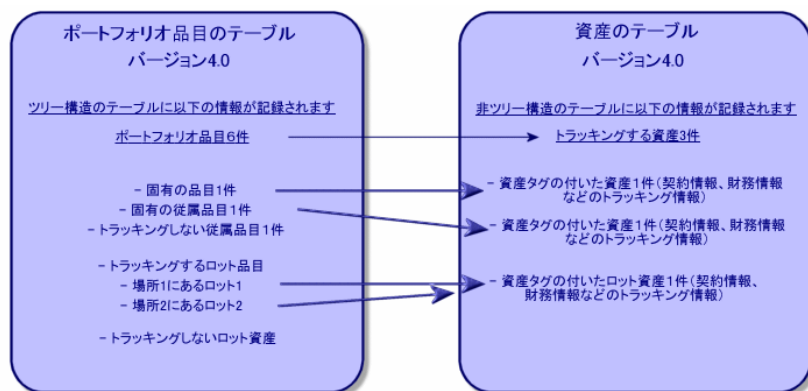 ポートフォリオ品目のテーブル
バージョン4.0
ツリー構造のテーブルに以下の情報が記録されます
ポートフォリオ品目6件
- 固有の品目1件
- 固有の従属品目1件
- トラッキングしない従属品目1件
- トラッキングするロット品目
- 場所1にあるロット1
- 場所2にあるロット2
- トラッキングしないロット資産
資産のテーブル
バージョン4.0
非ツリー構造のテーブルに以下の情報が記録されます
トラッキングする資産3件
- 資産タグの付いた資産1件(契約情報、財務情報
などのトラッキング情報)
- 資産タグの付いた資産1件(契約情報、財務情報
などのトラッキング情報)
- 資産タグの付いたロット資産1件(契約情報、
財務情報などのトラッキング情報)